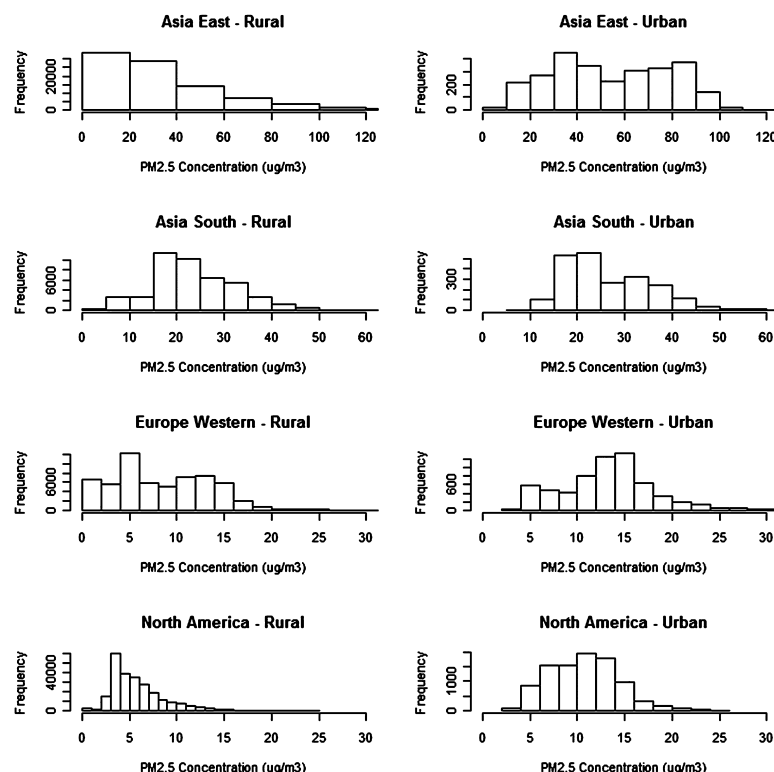 Asia East - Rural
Frequency
0 20000
0 20 40 60 80 100 120
PM2.5 Concentration (ug/m3)
Asia East - Urban
Frequency
0 200
0 20 40 60 80 100 120
PM2.5 Concentration (ug/m3)
Asia South - Rural
Frequency
0 6000
0 10 20 30 40 50 60
PM2.5 Concentration (ug/m3)
Asia South - Urban
Frequency
0 300
0 10 20 30 40 50 60
PM2.5 Concentration (ug/m3)
Europe Western - Rural
Frequency
0 6000
0 5 10 15 20 25 30
PM2.5 Concentration (ug/m3)
Europe Western - Urban
Frequency
0 600
0 5 10 15 20 25 30
PM2.5 Concentration (ug/m3)
North America - Rural
Frequency
0 40000
0 5 10 15 20 25 30
PM2.5 Concentration (ug/m3)
North America - Urban
Frequency
0 1000
0 5 10 15 20 25 30
PM2.5 Concentration (ug/m3)